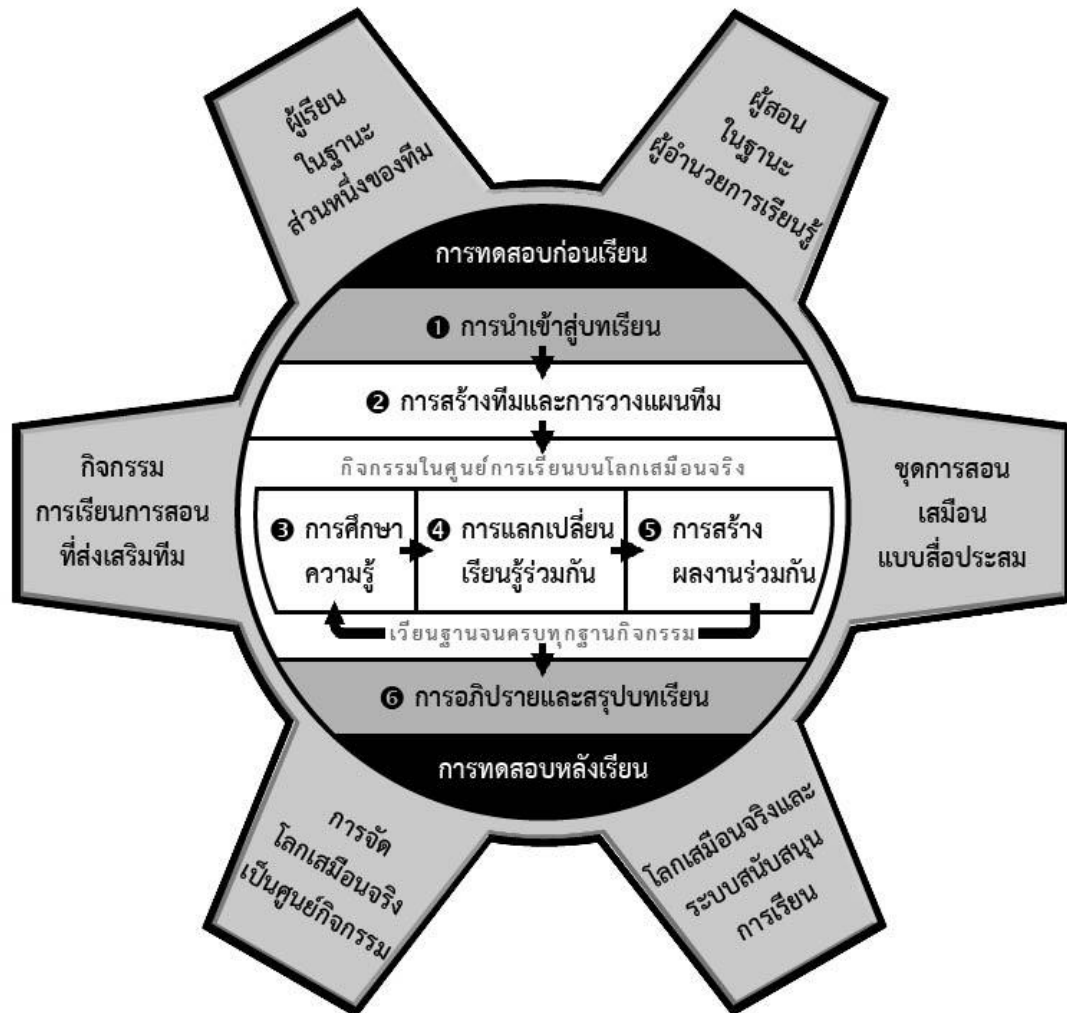 ผู้เรียน
ในฐานะ
ส่วนหนึ่งของทีม
ผู้สอน
ในฐานะ
ผู้อำนวยการเรียนรู้
การทดสอบก่อนเรียน
❶ การนำเข้าสู่บทเรียน
❷ การสร้างทีมและการวางแผนทีม
กิจกรรม
การเรียนการสอน
ที่ส่งเสริมทีม
กิจกรรมในศูนย์การเรียนบนโลกเสมือนจริง
❸ การศึกษา
ความรู้
❹ การแลกเปลี่ยน
เรียนรู้ร่วมกัน
❺ การสร้าง
ผลงานร่วมกัน
เวียนฐานจนครบทุกฐานกิจกรรม
ชุดการสอน
เสมือน
แบบสื่อประสม
❻ การอภิปรายและสรุปบทเรียน
การทดสอบหลังเรียน
การจัด
โลกเสมือนจริง
เป็นศูนย์กิจกรรม
โลกเสมือนจริงและ
ระบบสนับสนุน
การเรียน